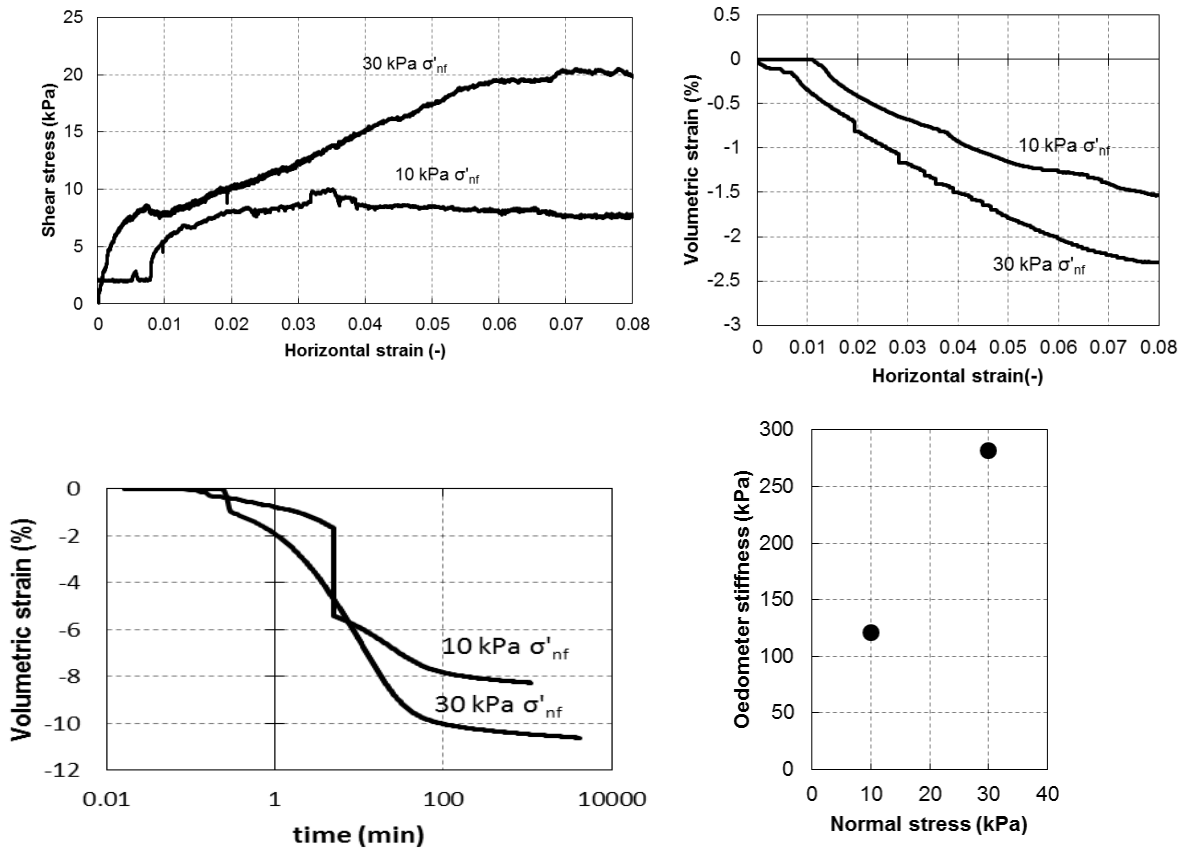 25
20
15
10
5
0
Shear stress (kPa)
30 kPa σ'nf
10 kPa σ'nf
0 0.01 0.02 0.03 0.04 0.05 0.06 0.07 0.08
Horizontal strain (-)
0
-0.5
-1
-1.5
-2
-2.5
-3
Volumetric strain (%)
10 kPa σ'nf
30 kPa σ'nf
0 0.01 0.02 0.03 0.04 0.05 0.06 0.07 0.08
Horizontal strain(-)
0
-2
-4
-6
-8
-10
-12
Volumetric strain (%)
10 kPa σ'nf
30 kPa σ'nf
0.01 1 100 10000
time (min)
300
250
200
150
100
50
0
Oedometer stiffness (kPa)
0 10 20 30 40
Normal stress (kPa)